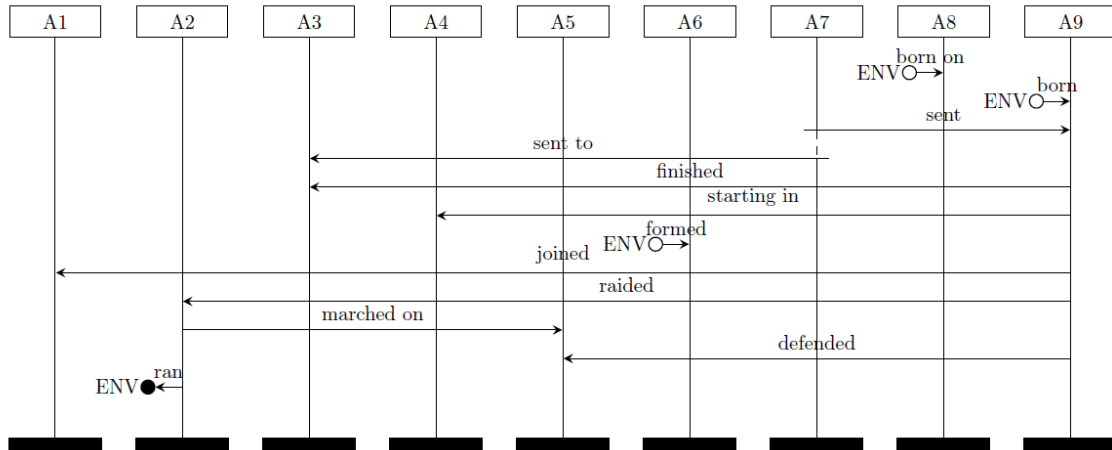 A1 A2 A3 A4 A5 A6 A7 A8 A9
ENV born on
ENV born
sent
sent to
finished
starting in
ENV formed
joined
raided
marched on
defended
ENV ran